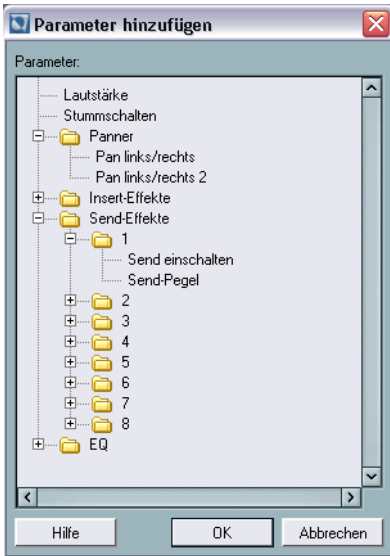 Parameter hinzufügen
Parameter:
Lautstärke
Stummschalten
Panner
Pan links/rechts
Pan links/rechts 2
Insert-Effekte
Send-Effekte
1
Send einschalten
Send-Pegel
2
3
4
5
6
7
8
EQ
Hilfe OK Abbrechen